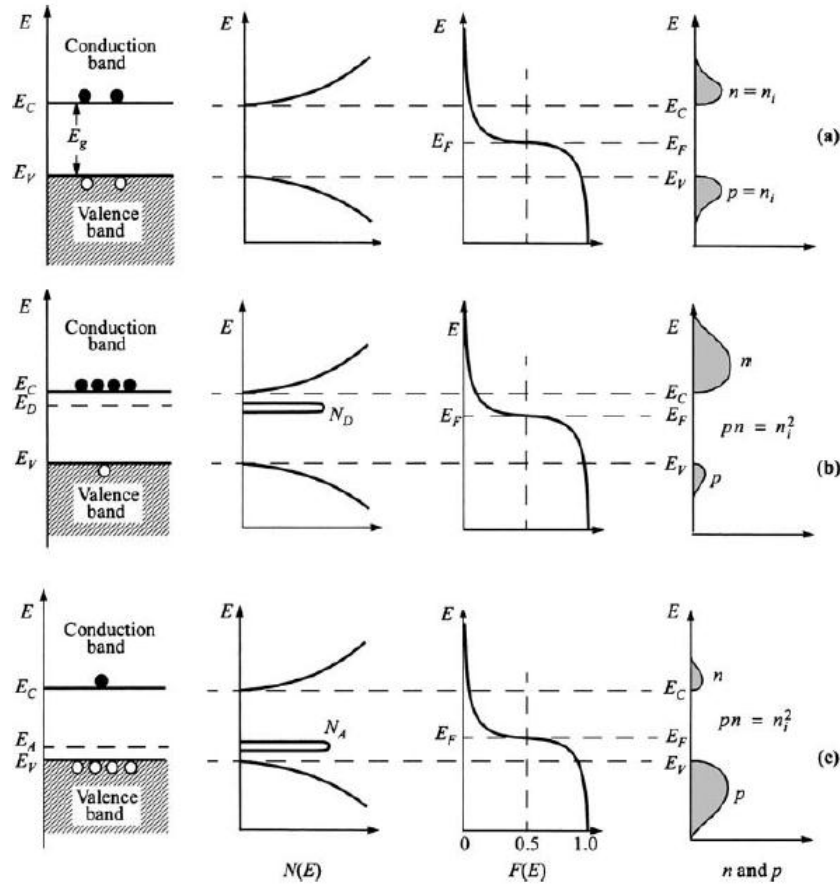 E
E
E
Conduction
band
E_C
E_g
E_V
Valence
band
E_F
n = n_i
E_C
E_F
E_V
p = n_i
(a)
E
E
E
E
Conduction
band
E_C
E_D
E_V
Valence
band
N_D
E_F
n
E_C
E_F
pn = n_i^2
E_V
p
(b)
E
E
E
E
Conduction
band
E_C
E_A
E_V
Valence
band
N_A
E_F
n
E_C
pn = n_i^2
E_F
E_V
p
(c)
0 0.5 1.0
N(E) F(E) n and p
E